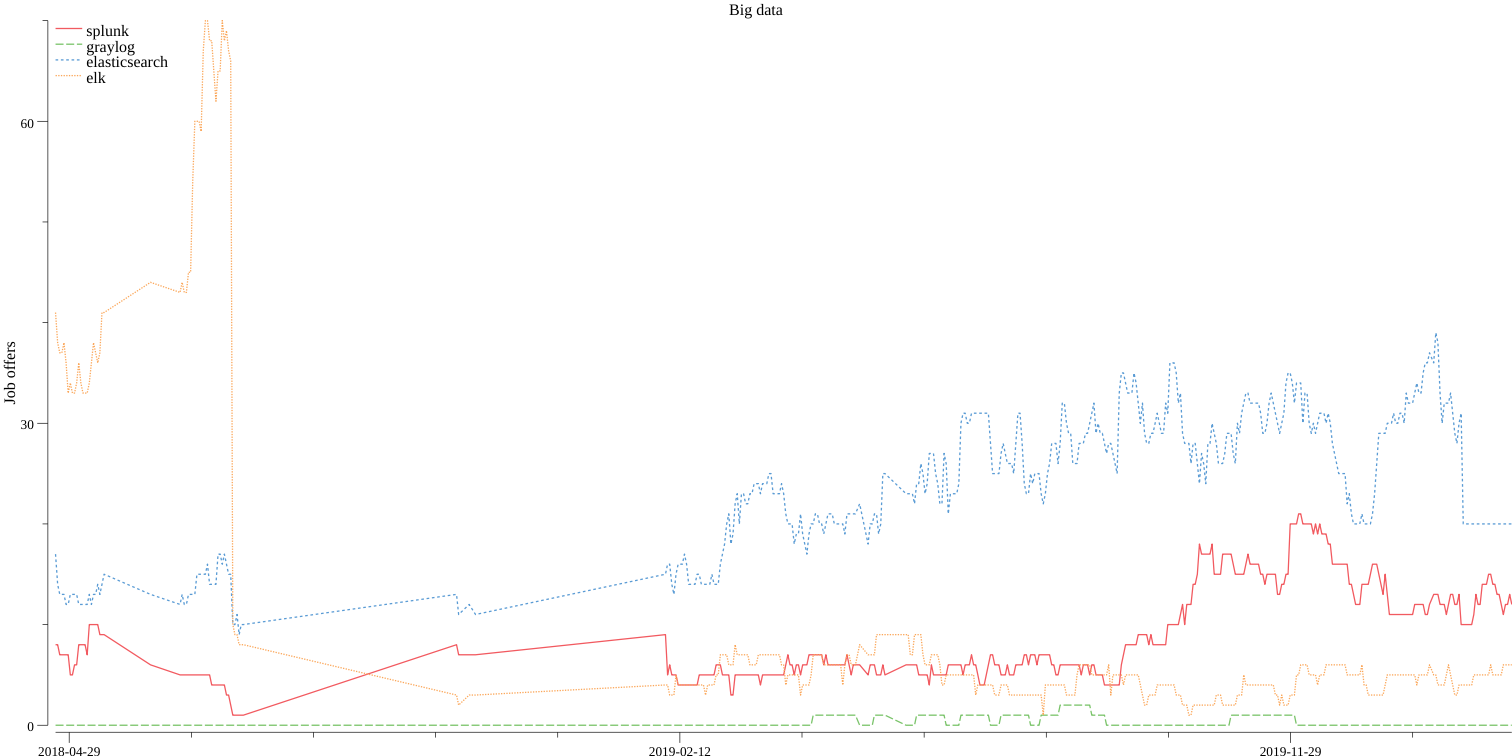 Big data
splunk
graylog
elasticsearch
elk
60
Job offers
30
0
2018-04-29
2019-02-12
2019-11-29